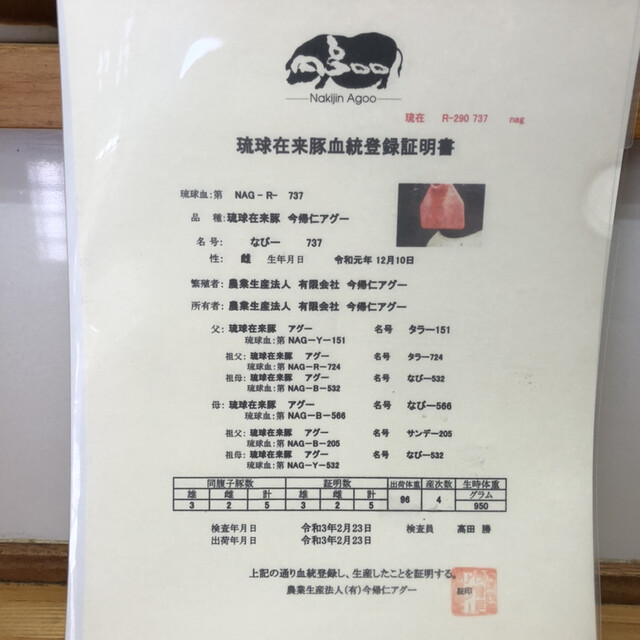 Nakijin Agoo
琉在 R-290 737 nag
琉球在来豚血統登録証明書
琉球血:第 NAG-R- 737
品 種:琉球在来豚 今帰仁アグー
名 号: なびー 737
性: 雌 生年月日 令和元年 12月10日
繁殖者: 農業生産法人 有限会社 今帰仁アグー
所有者: 農業生産法人 有限会社 今帰仁アグー
父: 琉球在来豚 アグー 名号 タラー151
琉球血:第 NAG-Y-151
祖父: 琉球在来豚 アグー 名号 タラー724
琉球血:第 NAG-R-724
祖母: 琉球在来豚 アグー 名号 なびー532
琉球血:第 NAG-B-532
母: 琉球在来豚 アグー 名号 なびー566
琉球血:第 NAG-B-566
祖父: 琉球在来豚 アグー 名号 サンデー205
琉球血:第 NAG-B-205
祖母: 琉球在来豚 アグー 名号 なびー532
琉球血:第 NAG-Y-532
同腹子豚数 証明数 出荷体重 産次数 生時体重
雄 雌 計 雄 雌 計 96 4 グラム
3 2 5 3 2 5 950
検査年月日 令和3年2月23日 検査員 高田 勝
出荷年月日 令和3年2月23日
上記の通り血統登録し、生産したことを証明する。
農業生産法人(有)今帰仁アグー 証印